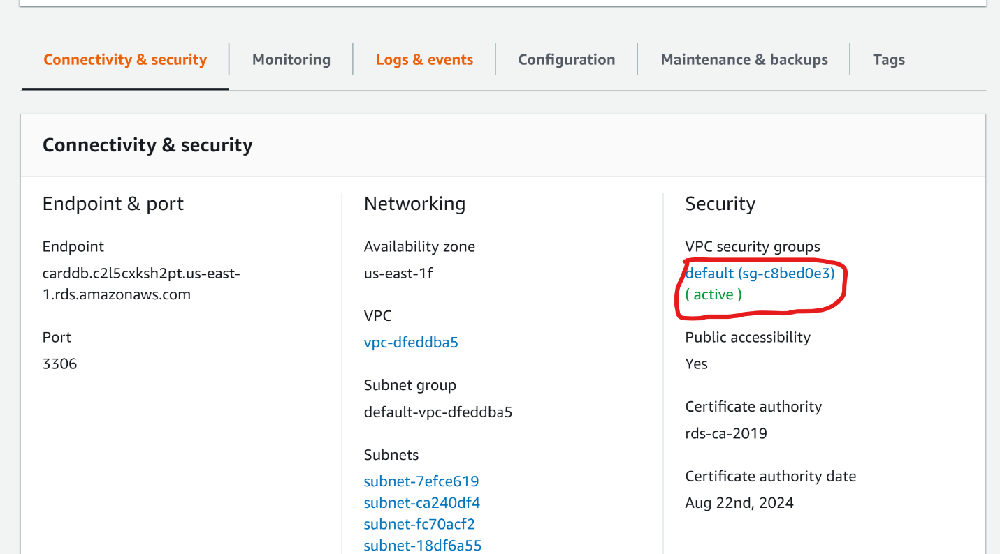 Connectivity & security
Monitoring
Logs & events
Configuration
Maintenance & backups
Tags
Connectivity & security
Endpoint & port
Endpoint
carddb.c2l5cxksh2pt.us-east-
1.rds.amazonaws.com
Port
3306
Networking
Availability zone
us-east-1f
VPC
vpc-dfeddba5
Subnet group
default-vpc-dfeddba5
Subnets
subnet-7efce619
subnet-ca240df4
subnet-fc70acf2
subnet-18df6a55
Security
VPC security groups
default (sg-c8bed0e3)
( active )
Public accessibility
Yes
Certificate authority
rds-ca-2019
Certificate authority date
Aug 22nd, 2024